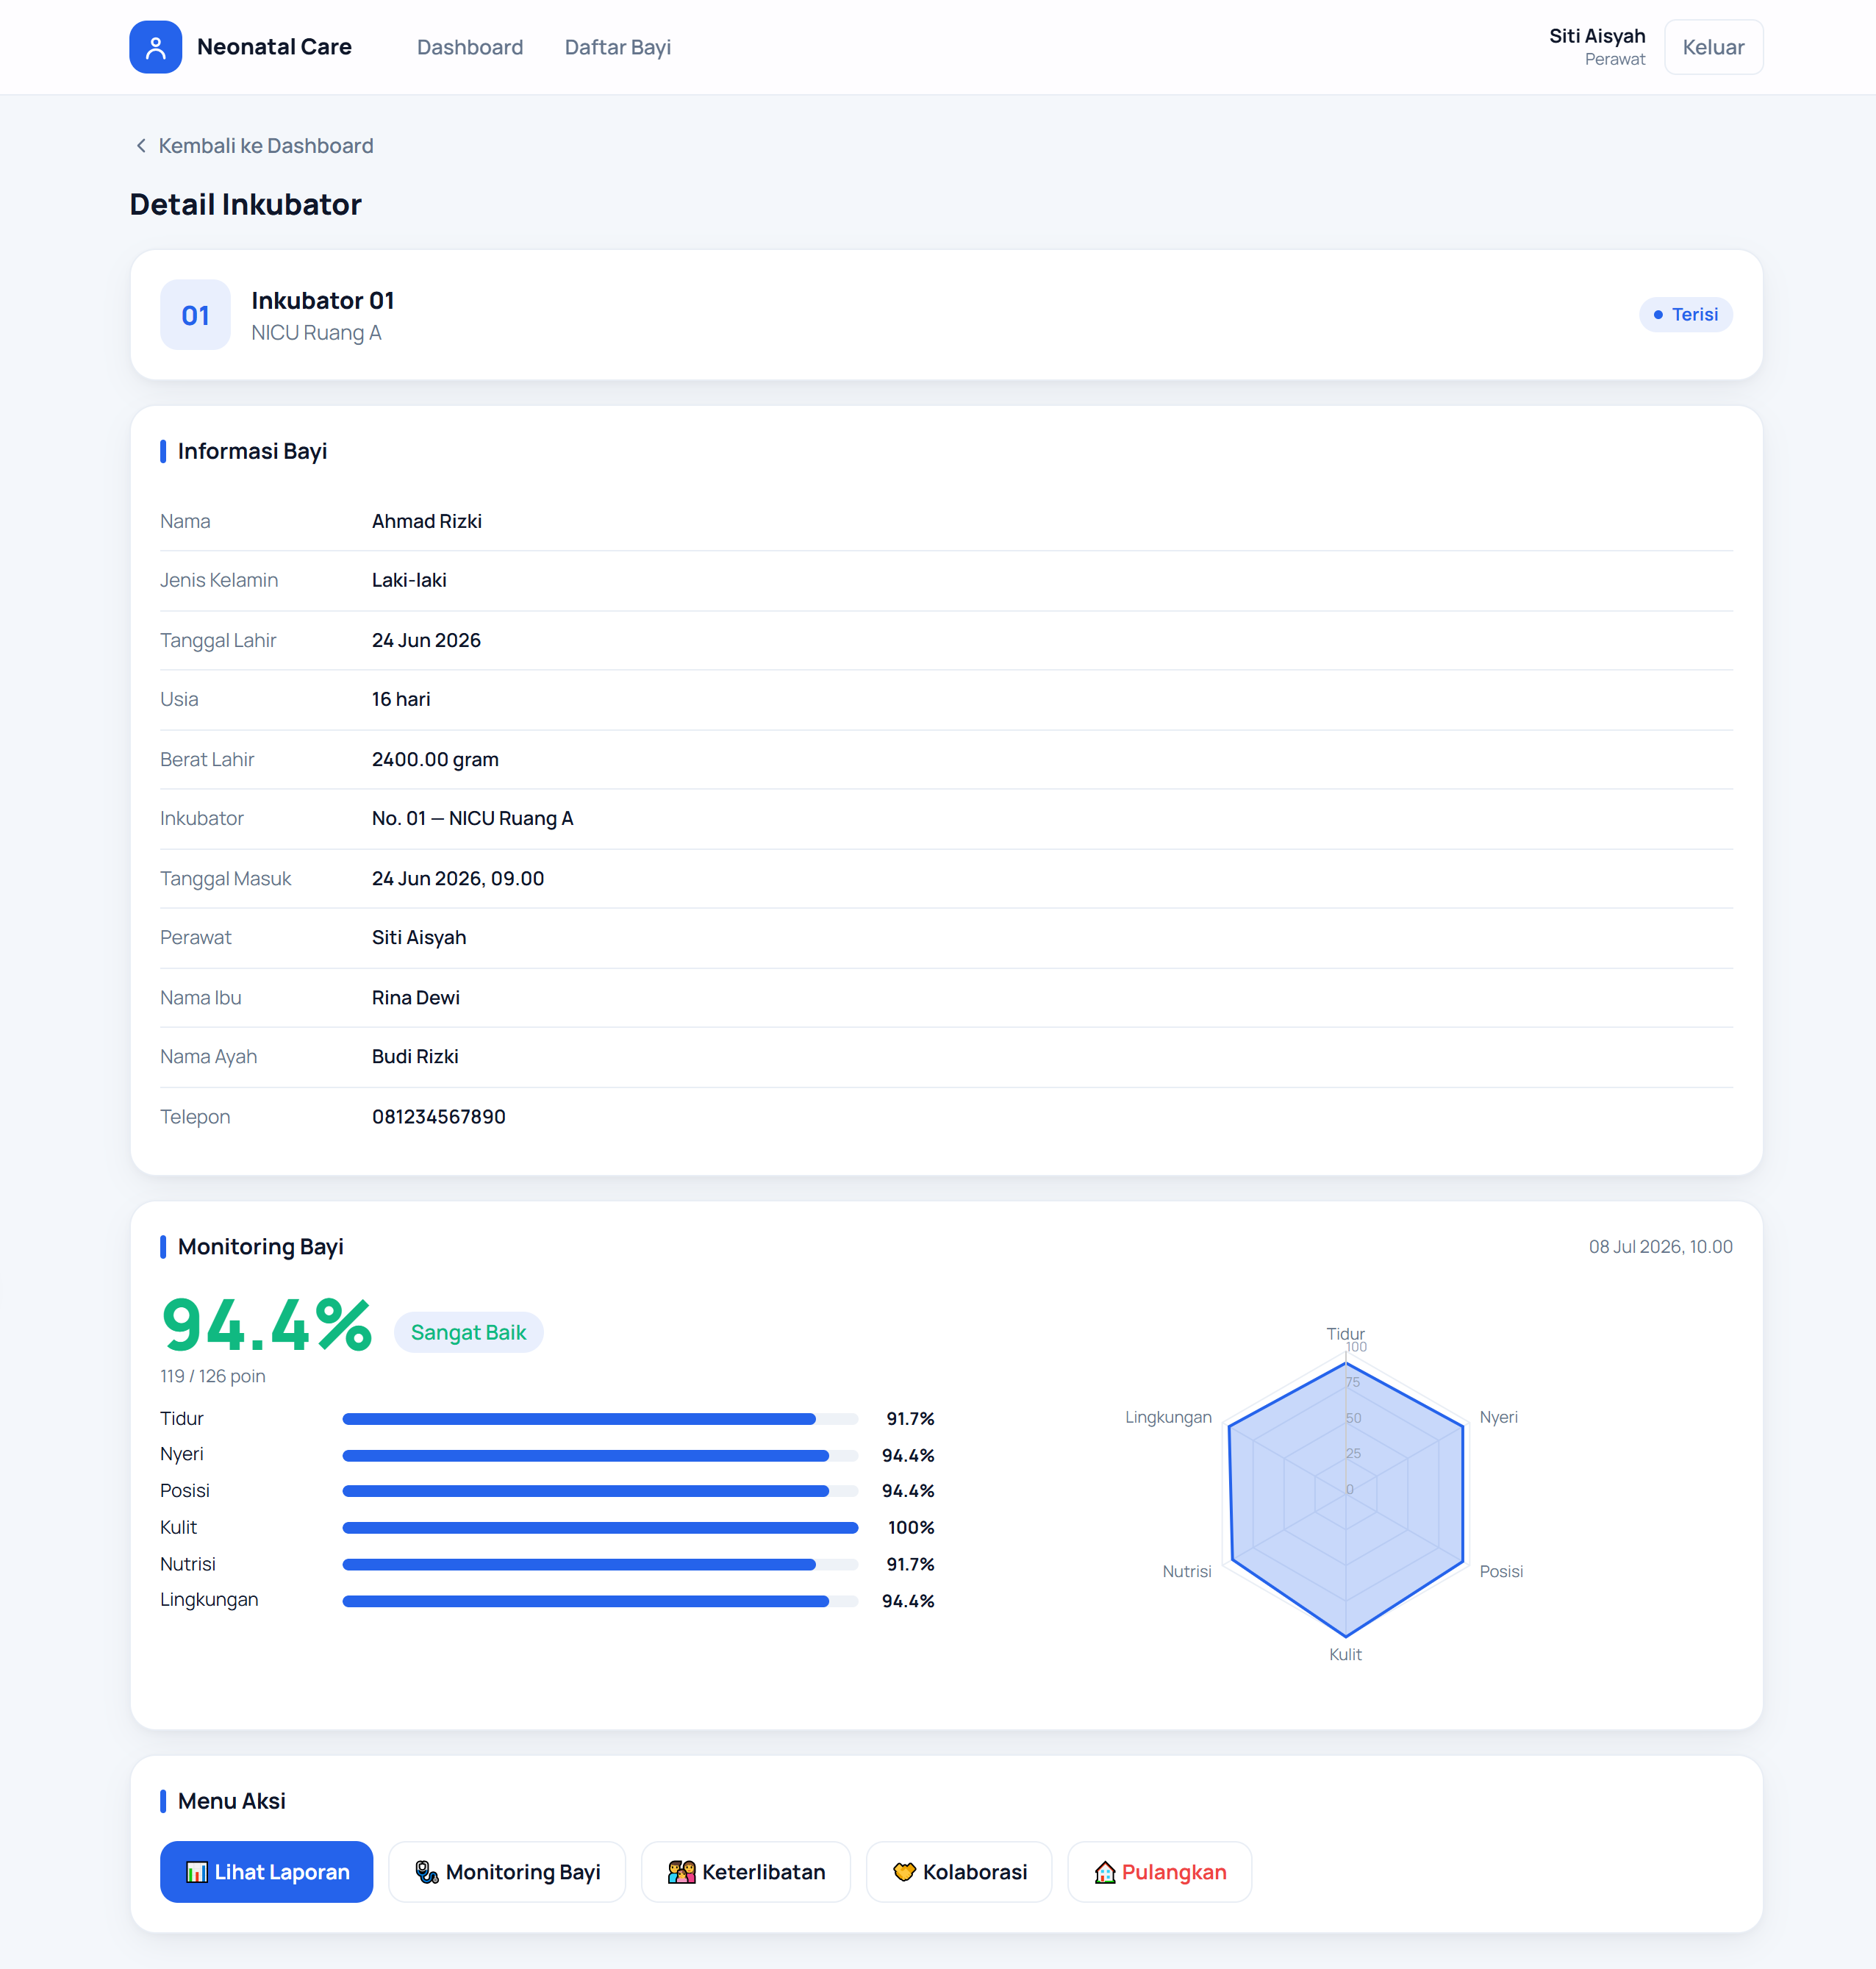 Neonatal Care
Dashboard
Daftar Bayi
Siti Aisyah
Perawat
Keluar
Kembali ke Dashboard
Detail Inkubator
01
Inkubator 01
NICU Ruang A
Terisi
Informasi Bayi
Nama Ahmad Rizki
Jenis Kelamin Laki-laki
Tanggal Lahir 24 Jun 2026
Usia 16 hari
Berat Lahir 2400.00 gram
Inkubator No. 01 — NICU Ruang A
Tanggal Masuk 24 Jun 2026, 09.00
Perawat Siti Aisyah
Nama Ibu Rina Dewi
Nama Ayah Budi Rizki
Telepon 081234567890
Monitoring Bayi
08 Jul 2026, 10.00
94.4% Sangat Baik
119 / 126 poin
Tidur 91.7%
Nyeri 94.4%
Posisi 94.4%
Kulit 100%
Nutrisi 91.7%
Lingkungan 94.4%
Tidur
100
75
50
25
0
Lingkungan
Nyeri
Nutrisi
Posisi
Kulit
Menu Aksi
Lihat Laporan
Monitoring Bayi
Keterlibatan
Kolaborasi
Pulangkan